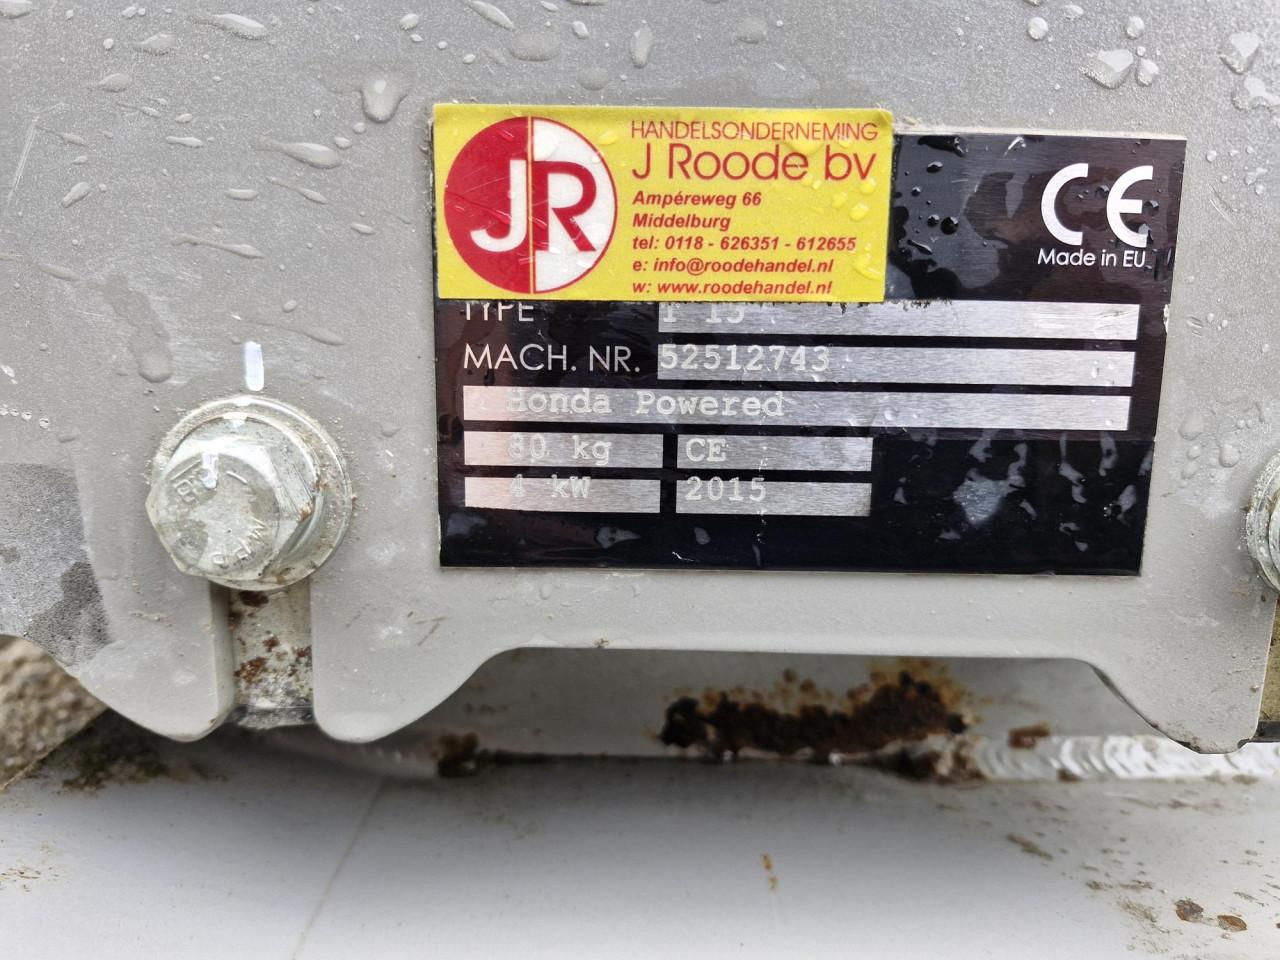 JR
HANDELSONDERNEMING
J Roode bv
Ampéreweg 66
Middelburg
tel: 0118 - 626351 - 612655
e: info@roodehandel.nl
w: www.roodehandel.nl
CE
Made in EU
TYPE
MACH. NR. 52512743
Honda Powered
80 kg CE
4 kW 2015